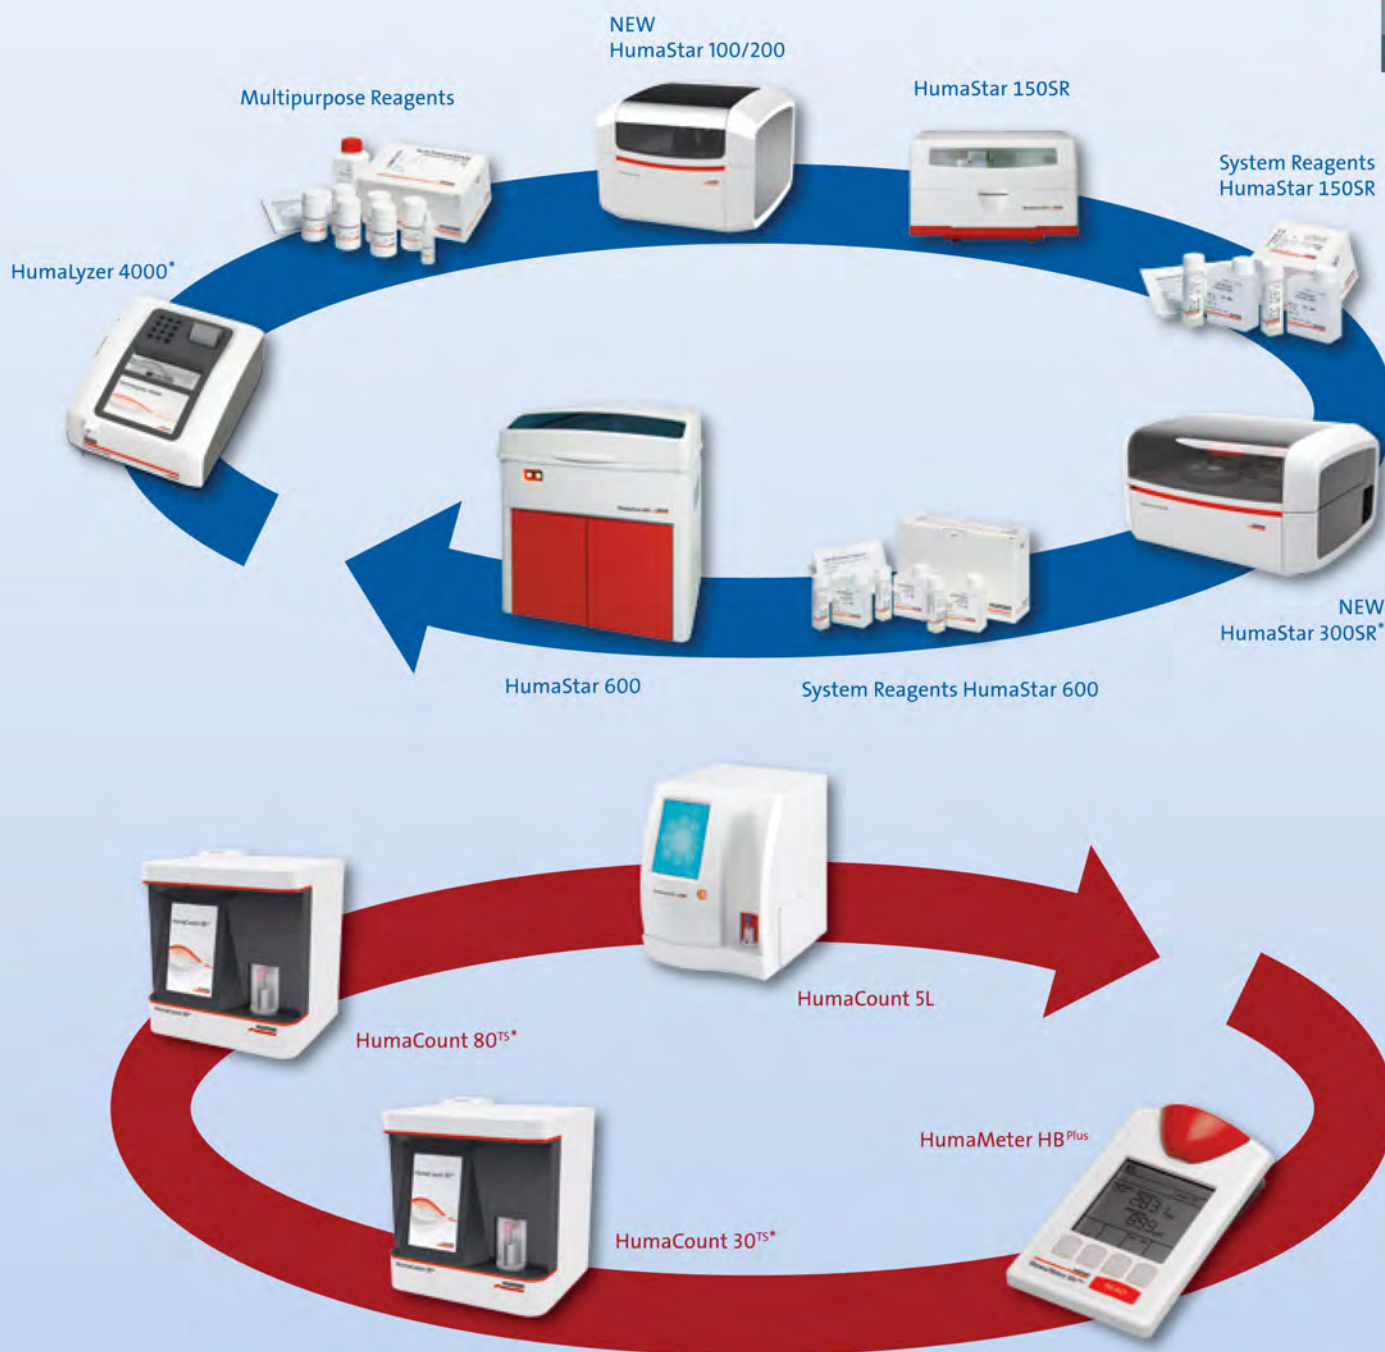 NEW
HumaStar 100/200
Multipurpose Reagents
HumaStar 150SR
System Reagents
HumaStar 150SR
HumaLyzer 4000*
NEW
HumaStar 300SR*
HumaStar 600
System Reagents HumaStar 600
HumaCount 5L
HumaCount 80TS*
HumaMeter HB Plus
HumaCount 30TS*